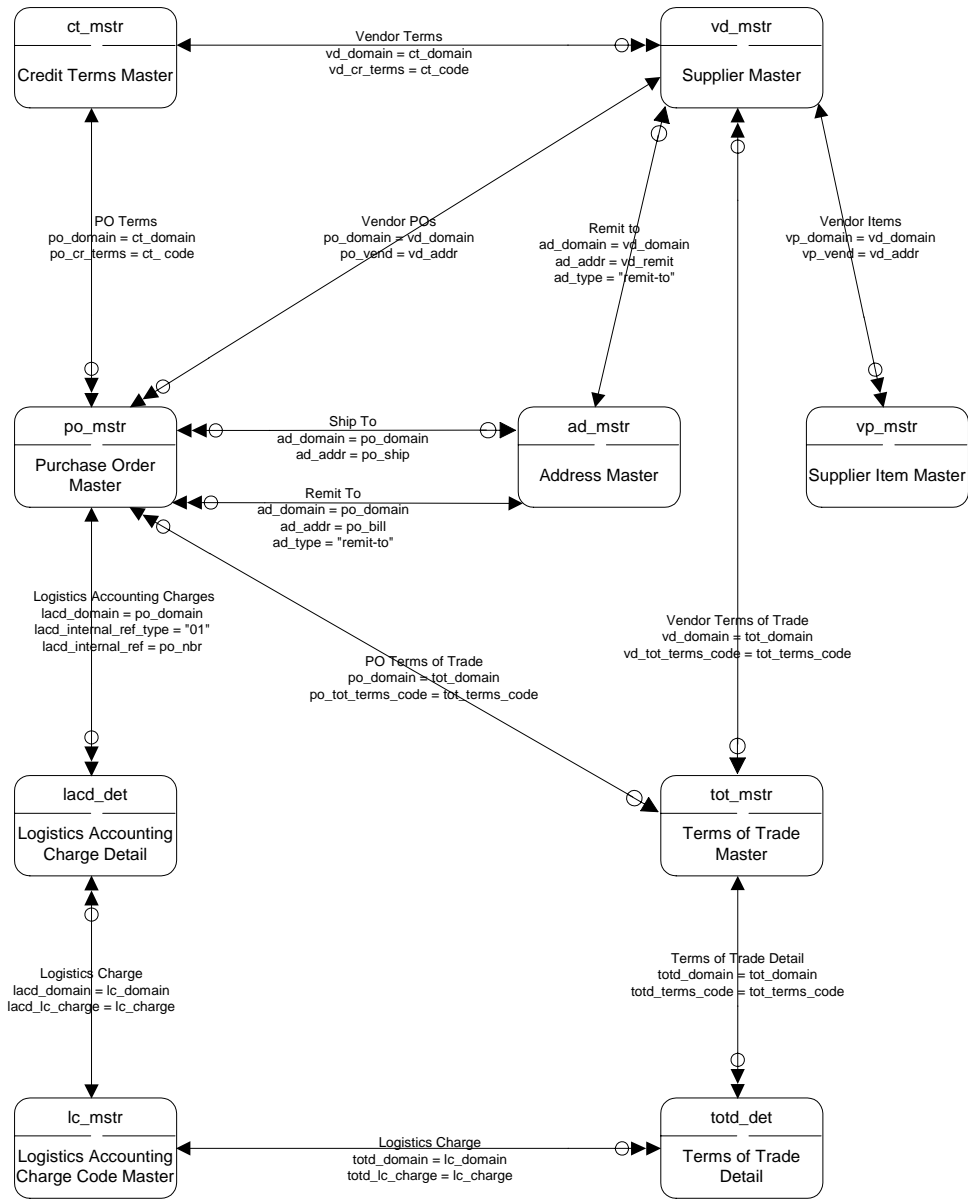 ct_mstr
Credit Terms Master
Vendor Terms
vd_domain = ct_domain
vd_cr_terms = ct_code
vd_mstr
Supplier Master
PO Terms
po_domain = ct_domain
po_cr_terms = ct_ code
Vendor POs
po_domain = vd_domain
po_vend = vd_addr
Remit to
ad_domain = vd_domain
ad_addr = vd_remit
ad_type = "remit-to"
Vendor Items
vp_domain = vd_domain
vp_vend = vd_addr
po_mstr
Purchase Order
Master
Ship To
ad_domain = po_domain
ad_addr = po_ship
Remit To
ad_domain = po_domain
ad_addr = po_bill
ad_type = "remit-to"
ad_mstr
Address Master
vp_mstr
Supplier Item Master
Logistics Accounting Charges
lacd_domain = po_domain
lacd_internal_ref_type = "01"
lacd_internal_ref = po_nbr
PO Terms of Trade
po_domain = tot_domain
po_tot_terms_code = tot_terms_code
Vendor Terms of Trade
vd_domain = tot_domain
vd_tot_terms_code = tot_terms_code
lacd_det
Logistics Accounting
Charge Detail
tot_mstr
Terms of Trade
Master
Logistics Charge
lacd_domain = lc_domain
lacd_lc_charge = lc_charge
Terms of Trade Detail
totd_domain = tot_domain
totd_terms_code = tot_terms_code
lc_mstr
Logistics Accounting
Charge Code Master
Logistics Charge
totd_domain = lc_domain
totd_lc_charge = lc_charge
totd_det
Terms of Trade
Detail